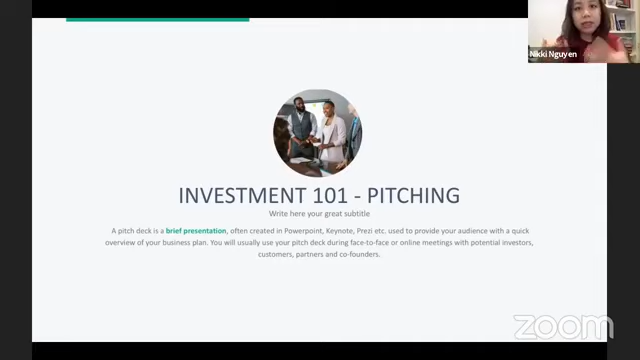 Nikki Nguyen
INVESTMENT 101 - PITCHING
Write here your great subtitle
A pitch deck is a brief presentation, often created in Powerpoint, Keynote, Prezi etc. used to provide your audience with a quick
overview of your business plan. You will usually use your pitch deck during face-to-face or online meetings with potential investors,
customers, partners and co-founders.
zoom